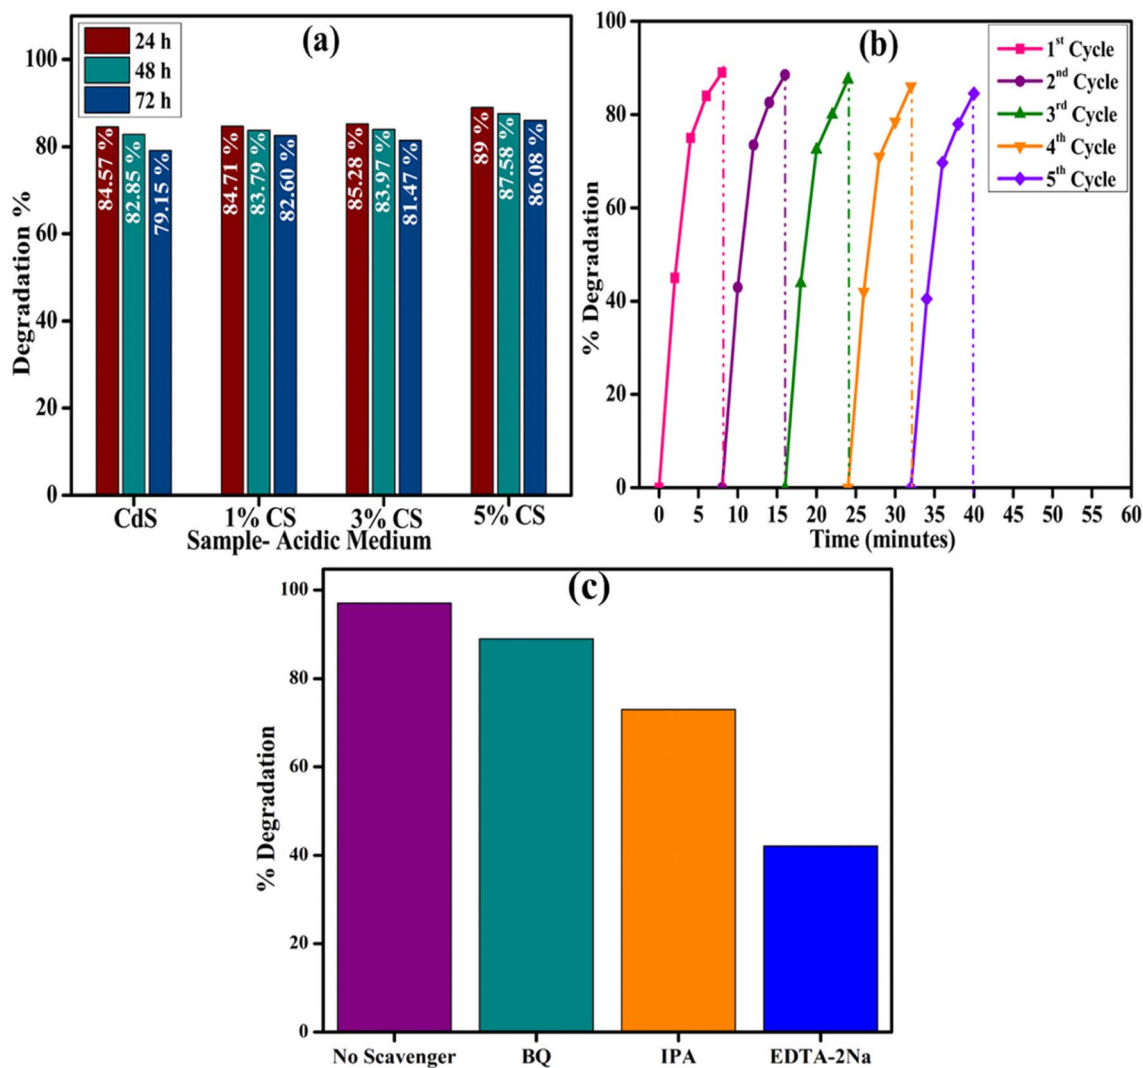 (a)
24 h
48 h
72 h
100
80
60
40
20
0
Degradation %
84.57 %
82.85 %
79.15 %
84.71 %
83.79 %
82.60 %
85.28 %
83.97 %
81.47 %
89 %
87.58 %
86.08 %
CdS 1% CS 3% CS 5% CS
Sample- Acidic Medium
(b)
1st Cycle
2nd Cycle
3rd Cycle
4th Cycle
5th Cycle
100
80
60
40
20
0
% Degradation
0 5 10 15 20 25 30 35 40 45 50 55 60
Time (minutes)
(c)
100
80
60
40
20
0
% Degradation
No Scavenger BQ IPA EDTA-2Na